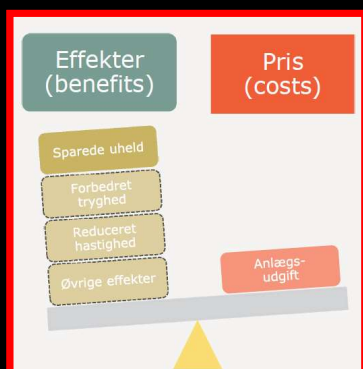 Effekter
(benefits)
Pris
(costs)
Sparede uheld
Forbedret
tryghed
Reduceret
hastighed
Øvrige effekter
Anlægs-
udgift